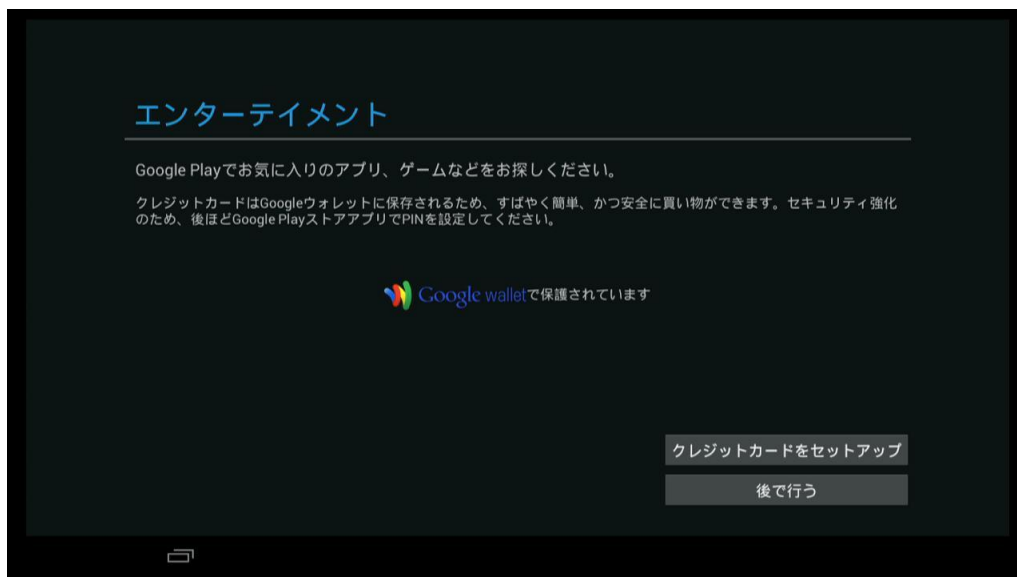 エンターテイメント
Google Playでお気に入りのアプリ、ゲームなどをお探しください。
クレジットカードはGoogleウォレットに保存されるため、すばやく簡単、かつ安全に買い物ができます。セキュリティ強化
のため、後ほどGoogle PlayストアアプリでPINを設定してください。
Google walletで保護されています
クレジットカードをセットアップ
後で行う